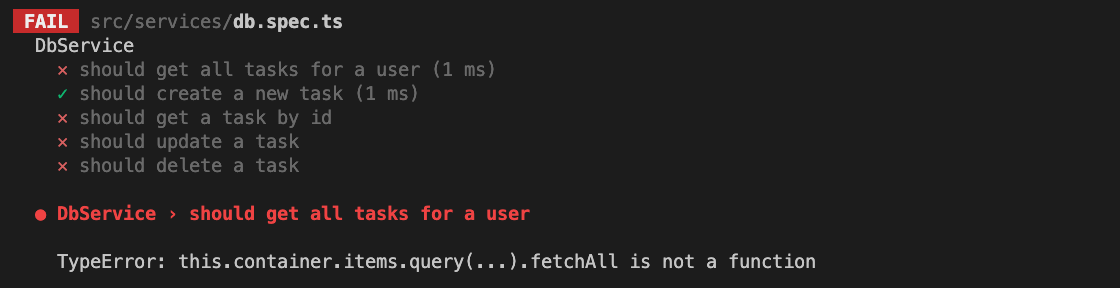 FAIL src/services/db.spec.ts
DbService
✕ should get all tasks for a user (1 ms)
✓ should create a new task (1 ms)
✕ should get a task by id
✕ should update a task
✕ should delete a task
● DbService › should get all tasks for a user
TypeError: this.container.items.query(...).fetchAll is not a function